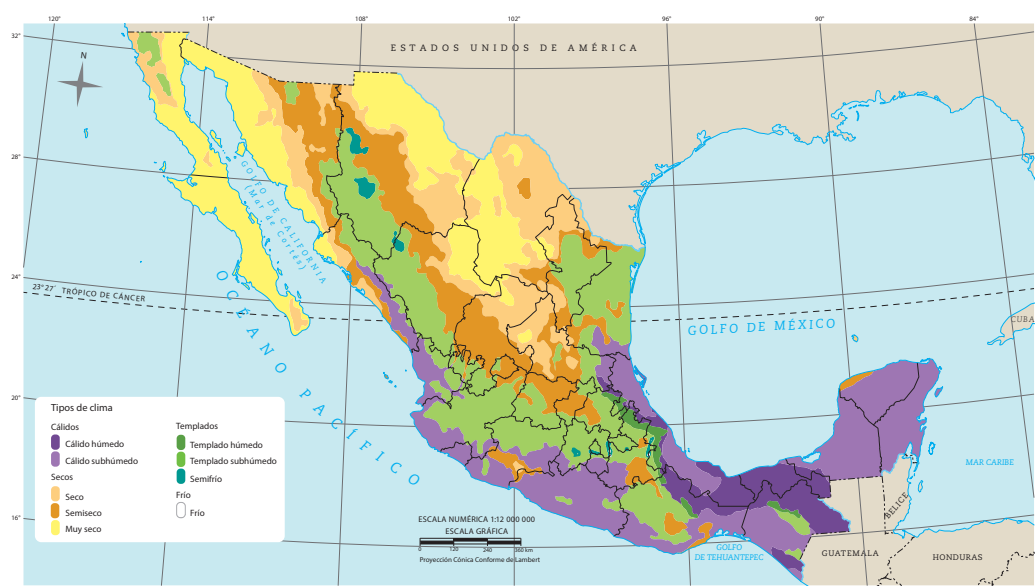 120°
114°
108°
102°
96°
90°
84°
32°
ESTADOS UNIDOS DE AMÉRICA
N
28°
GOLFO DE CALIFORNIA
(Mar de Cortés)
24°
23°27' TRÓPICO DE CÁNCER
OCÉANO PACÍFICO
GOLFO DE MÉXICO
CUBA
20°
Tipos de clima
Cálidos
Cálido húmedo
Cálido subhúmedo
Secos
Seco
Semiseco
Muy seco
Templados
Templado húmedo
Templado subhúmedo
Semifrío
Frío
Frío
MAR CARIBE
BELICE
16°
ESCALA NUMÉRICA 1:12 000 000
ESCALA GRÁFICA
0 120 240 360 km
Proyección Cónica Conforme de Lambert
GOLFO
DE TEHUANTEPEC
GUATEMALA
HONDURAS